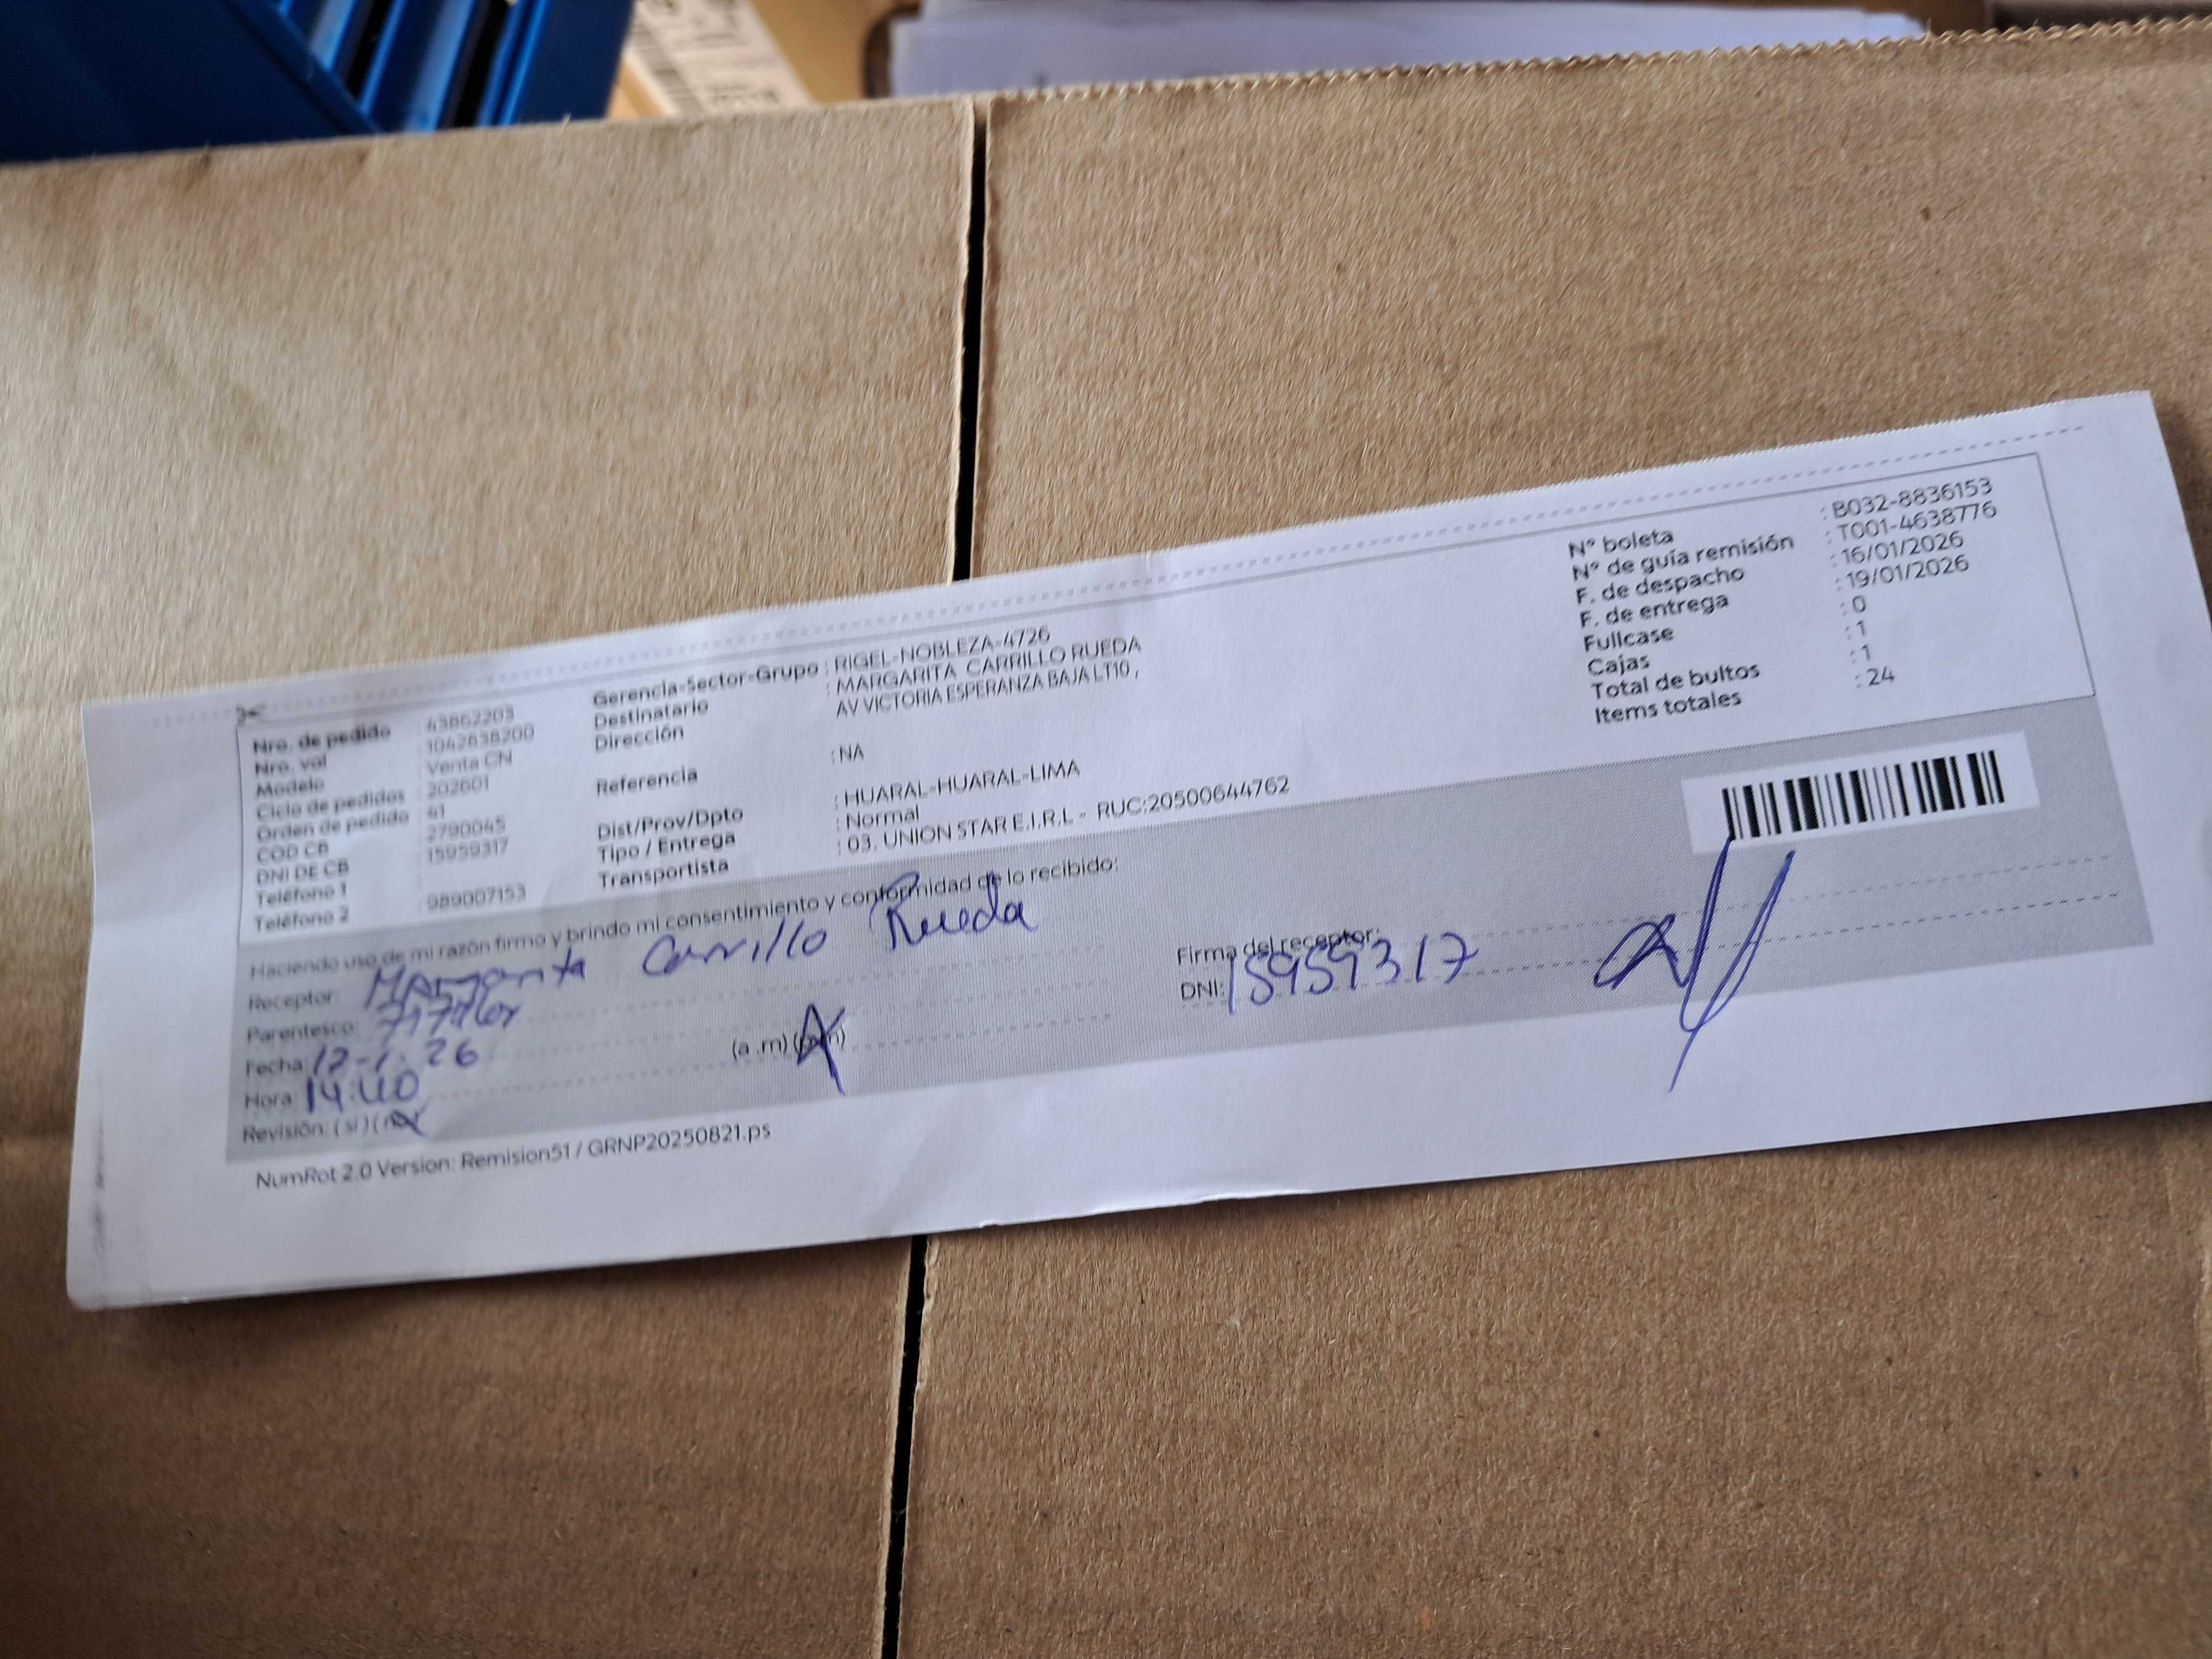 Nro. de pedido : 43862203
Nro. vol : 1042838200
Modelo : Venta CN
Ciclo de pedidos : 202601
Orden de pedido : 41
COD CB : 2790045
DNI DE CB : 15959317
Teléfono 1 :
Teléfono 2 : 989007153
Gerencia-Sector-Grupo : RIGEL-NOBLEZA-4726
Destinatario : MARGARITA CARRILLO RUEDA
Dirección : AV VICTORIA ESPERANZA BAJA LT10 ,
Referencia : NA
Dist/Prov/Dpto : HUARAL-HUARAL-LIMA
Tipo / Entrega : Normal
Transportista : 03. UNION STAR E.I.R.L - RUC:20500644762
N° boleta : B032-8836153
N° de guía remisión : T001-4638776
F. de despacho : 16/01/2026
F. de entrega : 19/01/2026
Fullcase : 0
Cajas : 1
Total de bultos : 1
Items totales : 24
Haciendo uso de mi razón firmo y brindo mi consentimiento y conformidad de lo recibido:
Receptor: Margarita Carrillo Rueda
Parentesco:
Fecha: -1-26
Hora: 14:40 (a .m) (p.m)
Revisión: ( si ) ( no
Firma del receptor:
DNI: 15959317
NumRot 2.0 Version: Remision51 / GRNP20250821.ps